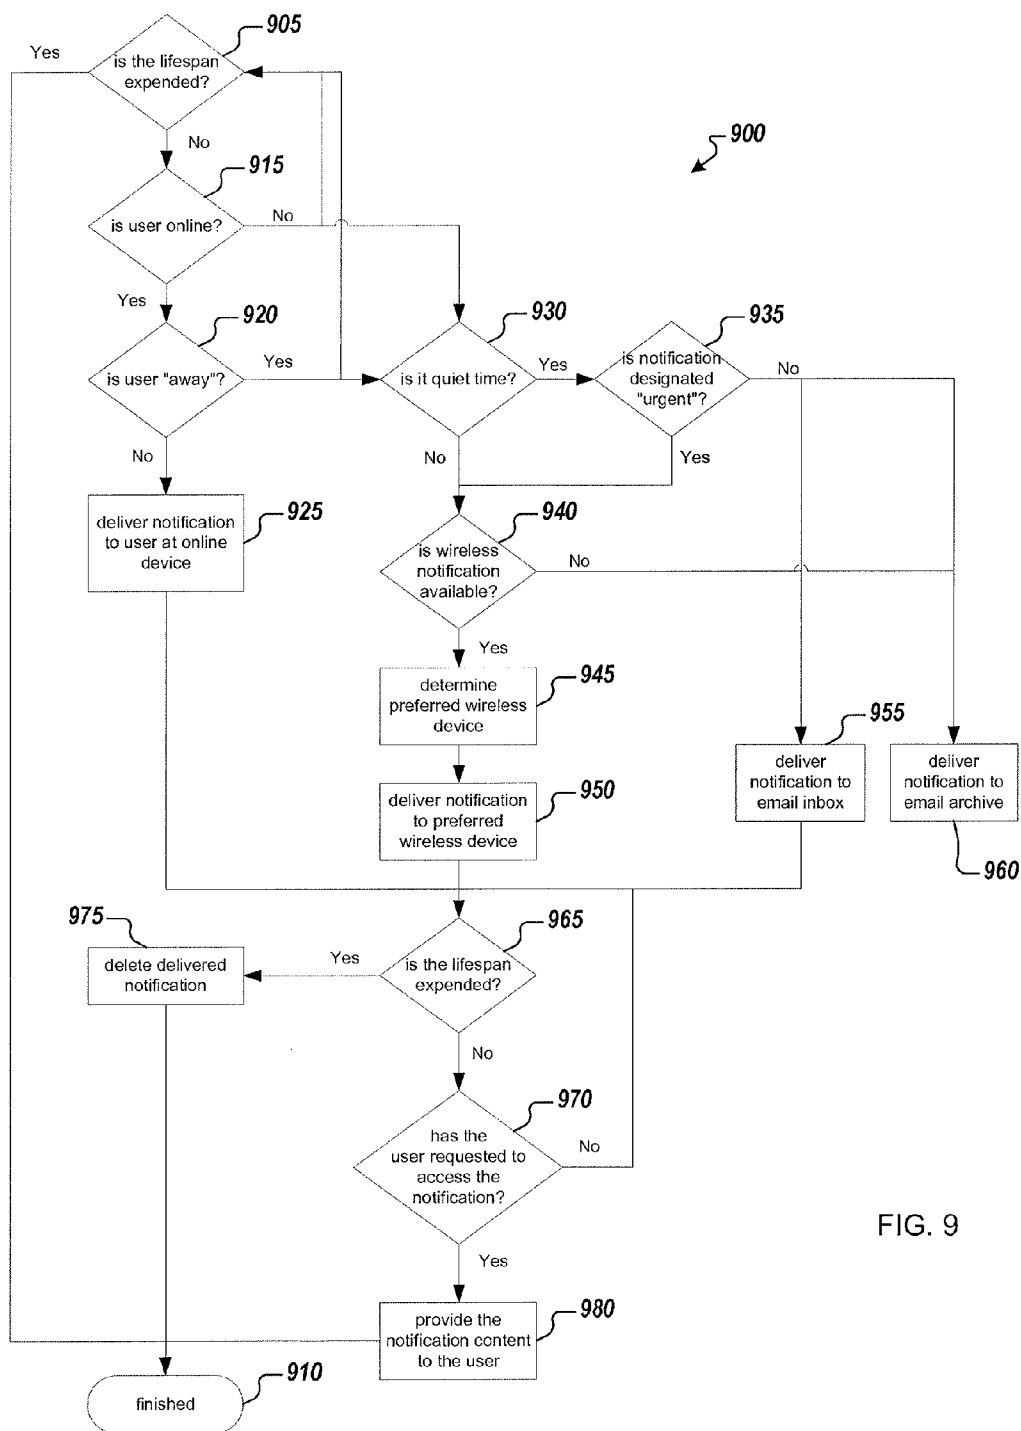 905
Yes
is the lifespan
expended?
No
900
915
is user online?
No
Yes
920
930
935
is user "away"?
Yes
is it quiet time?
Yes
is notification
designated
"urgent"?
No
No
No
Yes
925
deliver notification
to user at online
device
940
is wireless
notification
available?
No
Yes
945
determine
preferred wireless
device
955
deliver
notification to
email inbox
deliver
notification to
email archive
950
deliver notification
to preferred
wireless device
960
975
965
delete delivered
notification
Yes
is the lifespan
expended?
No
970
has the
user requested to
access the
notification?
No
FIG. 9
Yes
980
provide the
notification content
to the user
910
finished